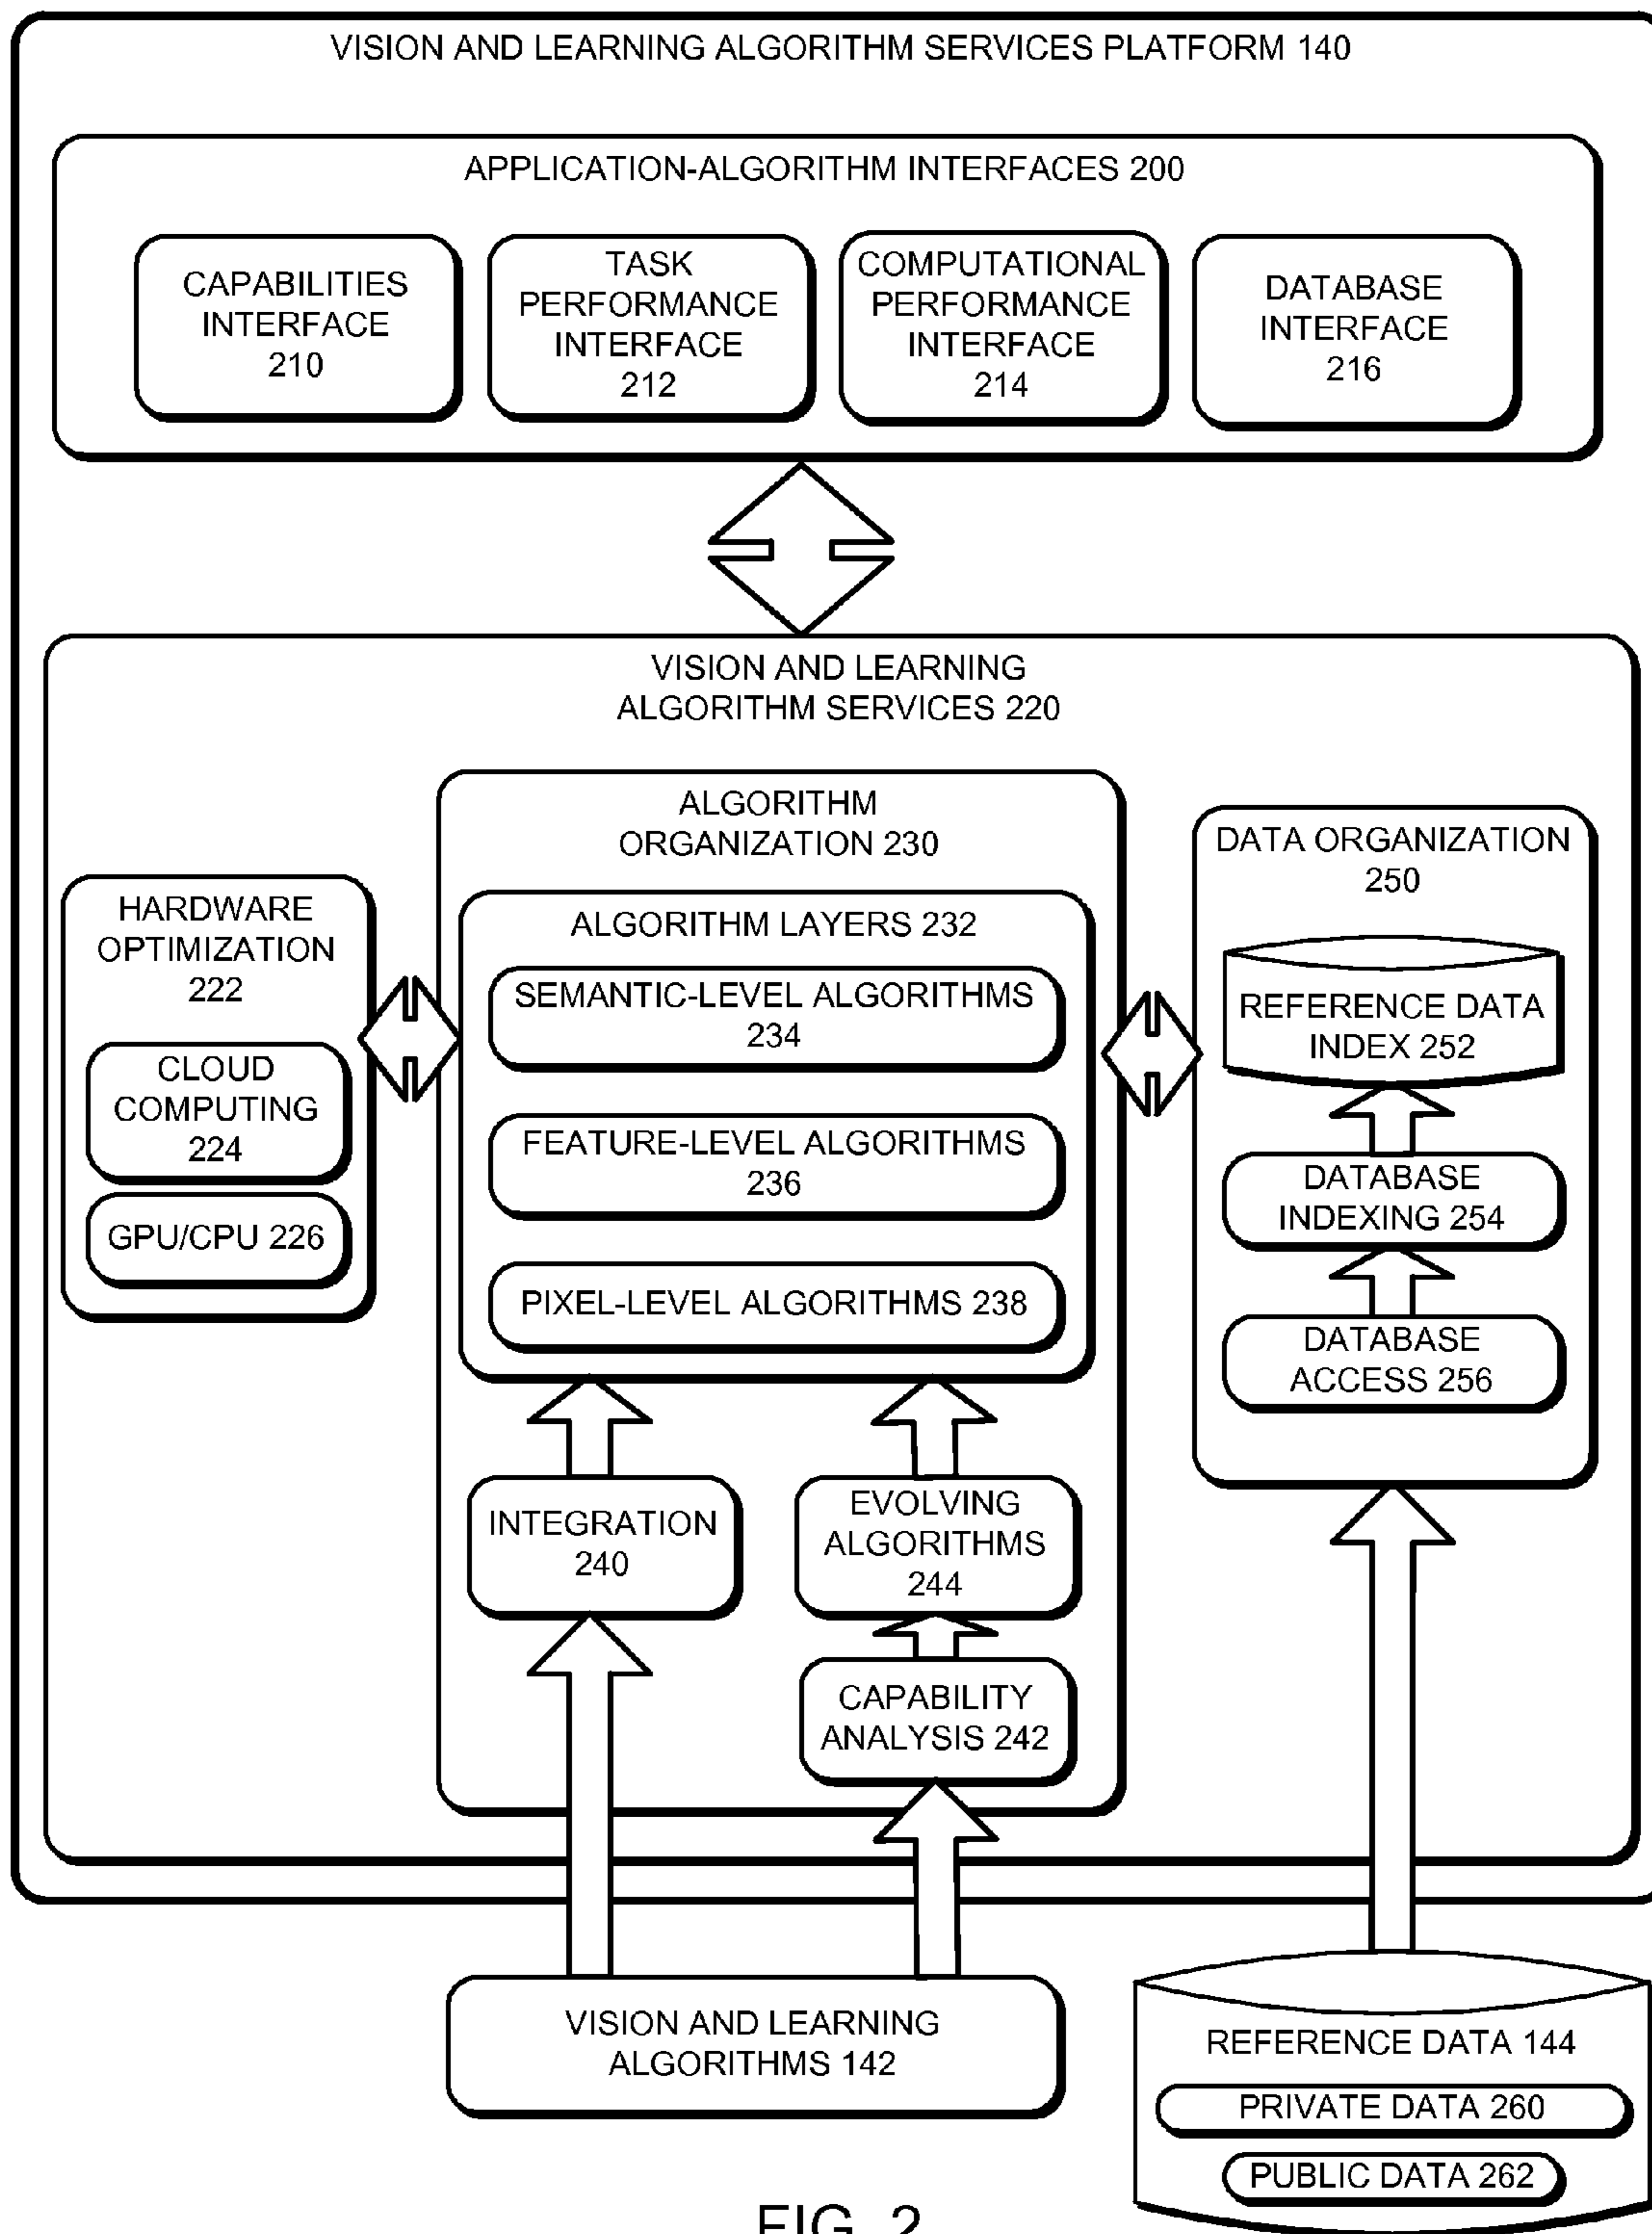 VISION AND LEARNING ALGORITHM SERVICES PLATFORM 140
APPLICATION-ALGORITHM INTERFACES 200
CAPABILITIES
INTERFACE
210
TASK
PERFORMANCE
INTERFACE
212
COMPUTATIONAL
PERFORMANCE
INTERFACE
214
DATABASE
INTERFACE
216
VISION AND LEARNING
ALGORITHM SERVICES 220
HARDWARE
OPTIMIZATION
222
CLOUD
COMPUTING
224
GPU/CPU 226
ALGORITHM
ORGANIZATION 230
ALGORITHM LAYERS 232
SEMANTIC-LEVEL ALGORITHMS
234
FEATURE-LEVEL ALGORITHMS
236
PIXEL-LEVEL ALGORITHMS 238
INTEGRATION
240
EVOLVING
ALGORITHMS
244
CAPABILITY
ANALYSIS 242
DATA ORGANIZATION
250
REFERENCE DATA
INDEX 252
DATABASE
INDEXING 254
DATABASE
ACCESS 256
VISION AND LEARNING
ALGORITHMS 142
REFERENCE DATA 144
PRIVATE DATA 260
PUBLIC DATA 262
FIG. 2